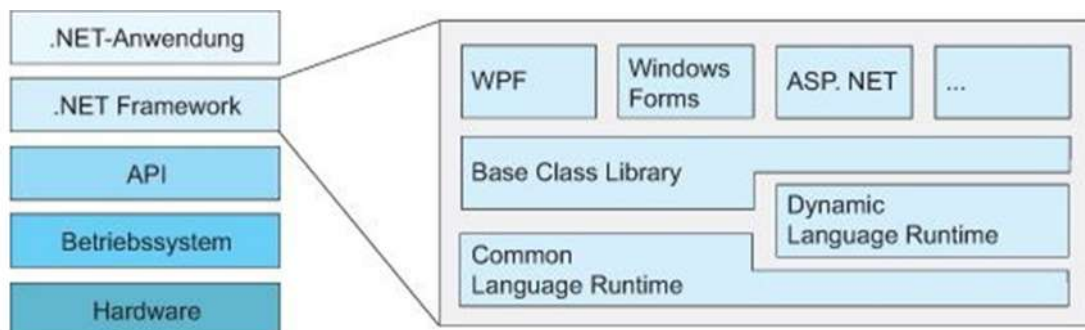 .NET-Anwendung
.NET Framework
API
Betriebssystem
Hardware
WPF
Windows
Forms
ASP. NET
...
Base Class Library
Dynamic
Language Runtime
Common
Language Runtime